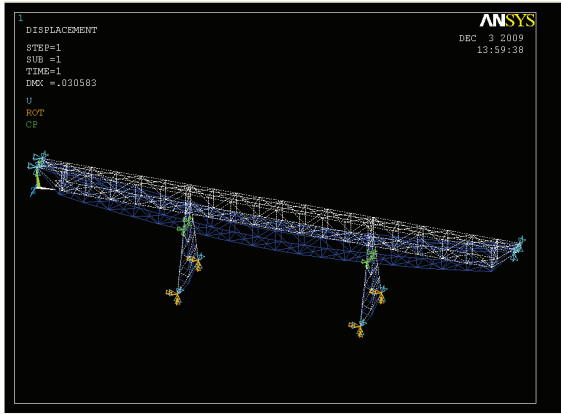 1
ANSYS
DISPLACEMENT
DEC 3 2009
13:59:38
STEP=1
SUB =1
TIME=1
DMX =.030583
U
ROT
CP